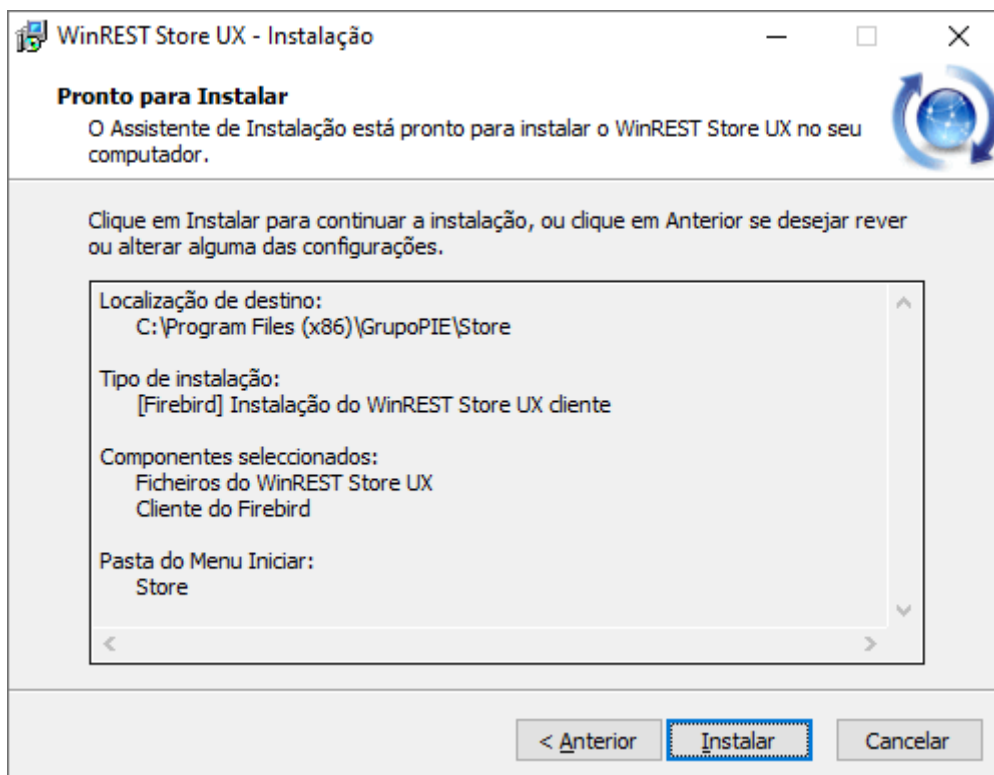 WinREST Store UX - Instalação
Pronto para Instalar
O Assistente de Instalação está pronto para instalar o WinREST Store UX no seu
computador.
Clique em Instalar para continuar a instalação, ou clique em Anterior se desejar rever
ou alterar alguma das configurações.
Localização de destino:
C:\Program Files (x86)\GrupoPIE\Store
Tipo de instalação:
[Firebird] Instalação do WinREST Store UX cliente
Componentes seleccionados:
Ficheiros do WinREST Store UX
Cliente do Firebird
Pasta do Menu Iniciar:
Store
< Anterior
Instalar
Cancelar